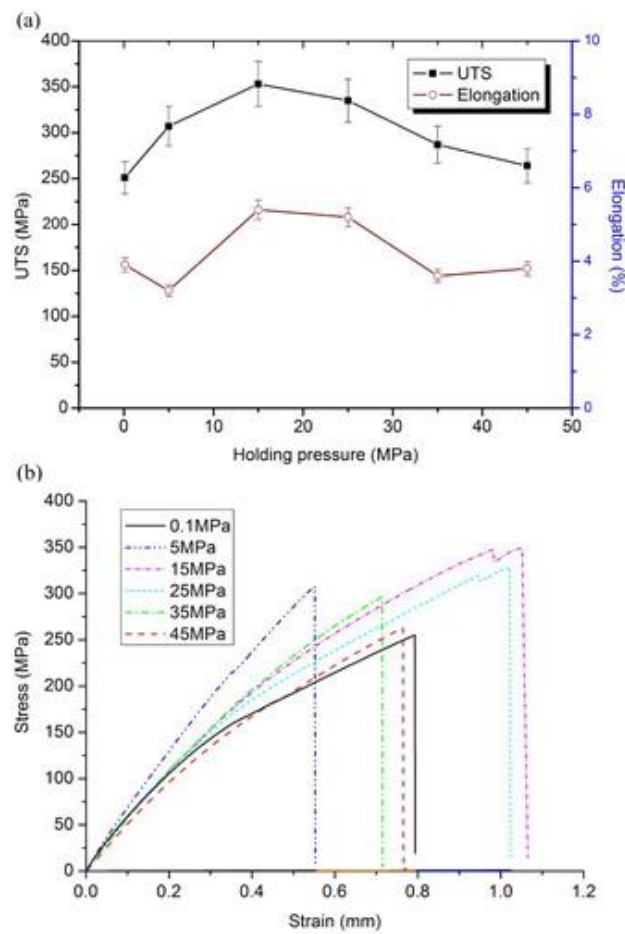 (a)
400
350
300
250
200
150
100
50
0
UTS (MPa)
UTS
Elongation
10
8
6
4
2
0
Elongation (%)
0 10 20 30 40 50
Holding pressure (MPa)
(b)
400
350
300
250
200
150
100
50
0
Stress (MPa)
0.1MPa
5MPa
15MPa
25MPa
35MPa
45MPa
0.0 0.2 0.4 0.6 0.8 1.0 1.2
Strain (mm)